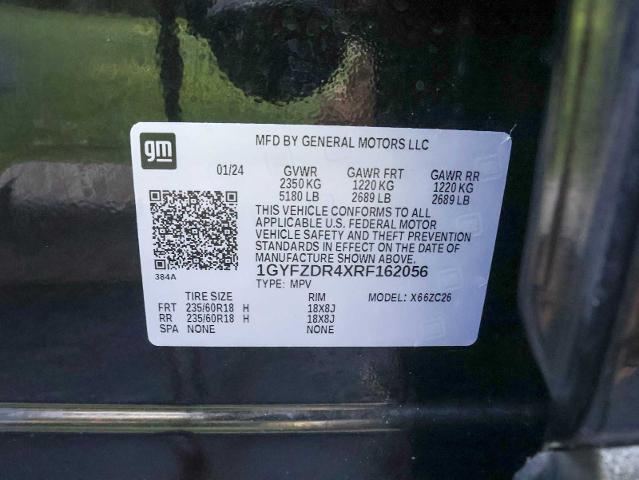 gm
MFD BY GENERAL MOTORS LLC
01/24 GVWR GAWR FRT GAWR RR
2350 KG 1220 KG 1220 KG
5180 LB 2689 LB 2689 LB
THIS VEHICLE CONFORMS TO ALL
APPLICABLE U.S. FEDERAL MOTOR
VEHICLE SAFETY AND THEFT PREVENTION
STANDARDS IN EFFECT ON THE DATE OF
MANUFACTURE SHOWN ABOVE.
1GYFZDR4XRF162056
384A
TYPE: MPV
TIRE SIZE RIM MODEL: X66ZC26
FRT 235/60R18 H 18X8J
RR 235/60R18 H 18X8J
SPA NONE NONE